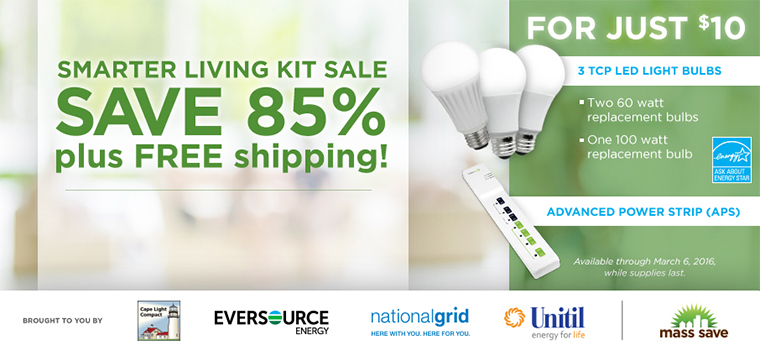 SMARTER LIVING KIT SALE
SAVE 85%
plus FREE shipping!
FOR JUST $10
3 TCP LED LIGHT BULBS
▪ Two 60 watt
replacement bulbs
▪ One 100 watt
replacement bulb
energy
ASK ABOUT
ENERGY STAR
ADVANCED POWER STRIP (APS)
Available through March 6, 2016,
while supplies last.
BROUGHT TO YOU BY
Cape Light
Compact
EVERSOURCE
ENERGY
nationalgrid
HERE WITH YOU. HERE FOR YOU.
Unitil
energy for life
mass save